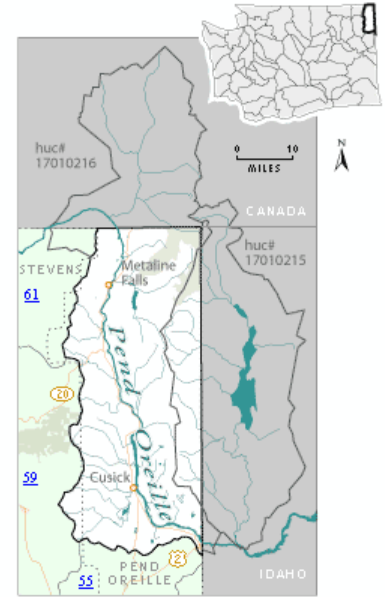 0 10
MILES
N
huc#
17010216
CANADA
huc#
17010215
STEVENS
Metaline
Falls
61
Pend Oreille
20
59
Cusick
PEND
OREILLE
2
55
IDAHO